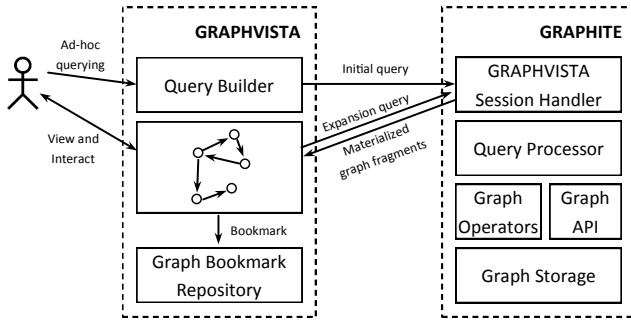 GRAPHVISTA
GRAPHITE
Ad-hoc
querying
Query Builder
Initial query
GRAPHVISTA
Session Handler
View and
Interact
Expansion query
Materialized
graph fragments
Query Processor
Bookmark
Graph
Operators
Graph
API
Graph Bookmark
Repository
Graph Storage